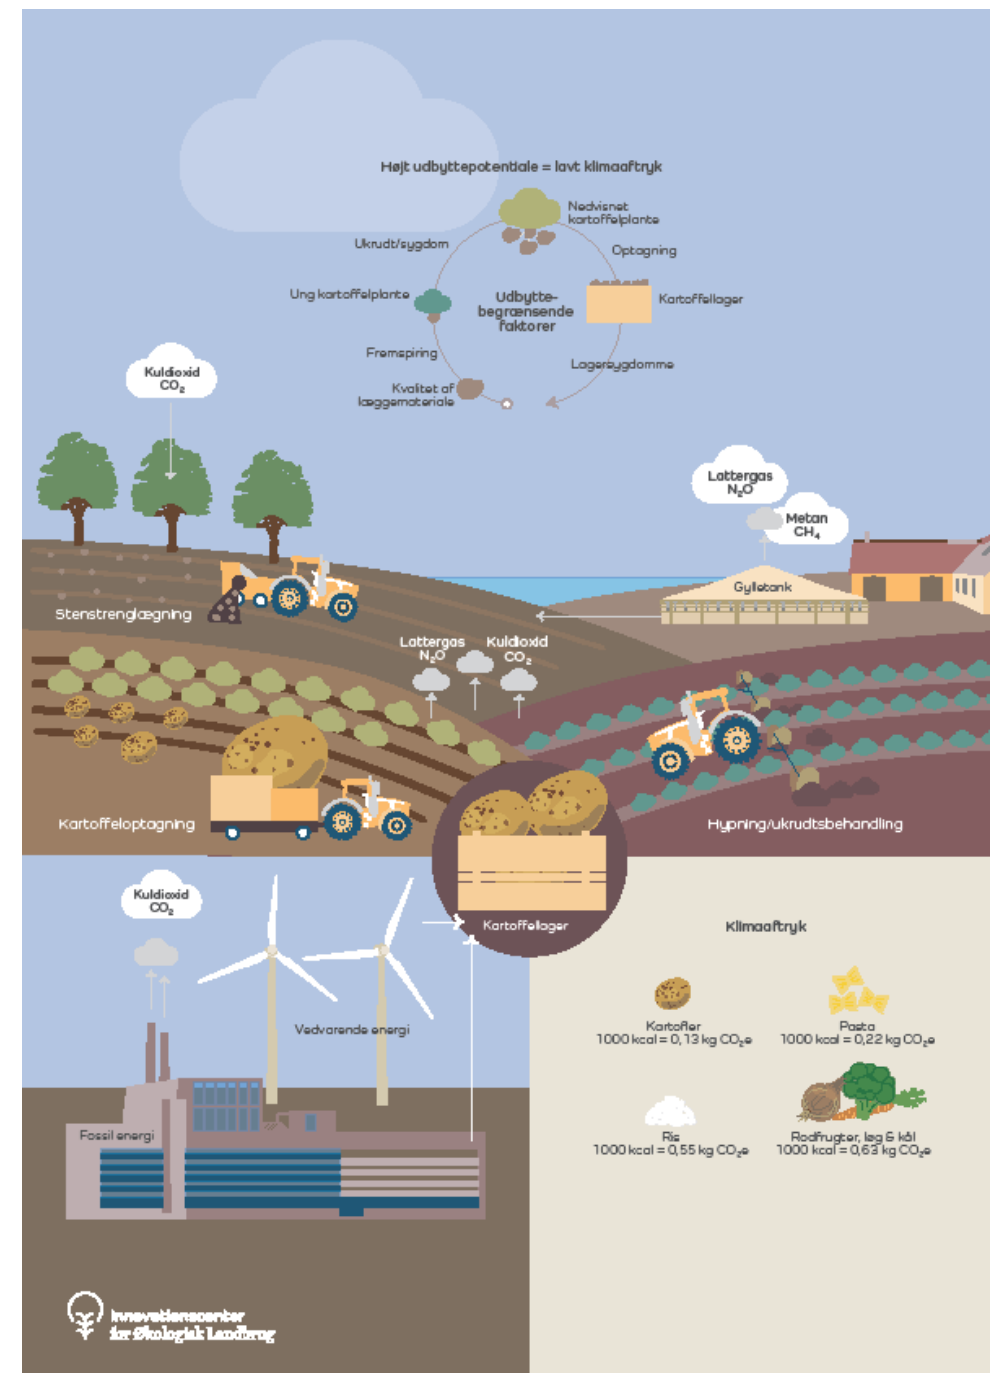 Højt udbyttepotentiale = lavt klimaaftryk
Nedvisnet
kartoffelplante
Ukrudt/sygdom
Optagning
Ung kartoffelplante
Udbytte-
begrænsende
faktorer
Kartoffellager
Fremspiring
Lagersygdomme
Kvalitet af
læggemateriale
Kuldioxid
CO₂
Lattergas
N₂O
Metan
CH₄
Gylletank
Stenstrenglægning
Lattergas
N₂O
Kuldioxid
CO₂
Kartoffeloptagning
Hypning/ukrudtsbehandling
Kartoffellager
Kuldioxid
CO₂
Vedvarende energi
Fossil energi
Klimaaftryk
Kartofler
1000 kcal = 0,13 kg CO₂e
Pasta
1000 kcal = 0,22 kg CO₂e
Ris
1000 kcal = 0,55 kg CO₂e
Rodfrugter, løg & kål
1000 kcal = 0,63 kg CO₂e
Innovationscenter
for Økologisk Landbrug